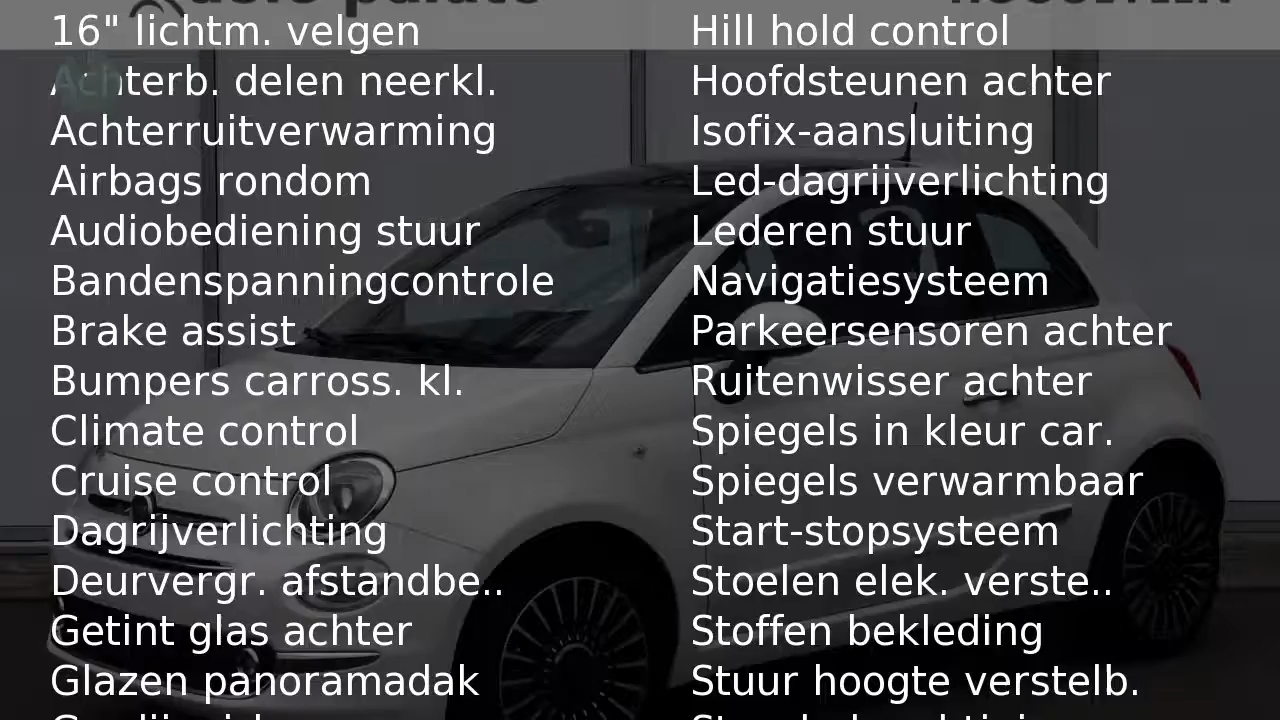 16" lichtm. velgen
Achterb. delen neerkl.
Achterruitverwarming
Airbags rondom
Audiobediening stuur
Bandenspanningcontrole
Brake assist
Bumpers carross. kl.
Climate control
Cruise control
Dagrijverlichting
Deurvergr. afstandbe..
Getint glas achter
Glazen panoramadak
Hill hold control
Hoofdsteunen achter
Isofix-aansluiting
Led-dagrijverlichting
Lederen stuur
Navigatiesysteem
Parkeersensoren achter
Ruitenwisser achter
Spiegels in kleur car.
Spiegels verwarmbaar
Start-stopsysteem
Stoelen elek. verste..
Stoffen bekleding
Stuur hoogte verstelb.